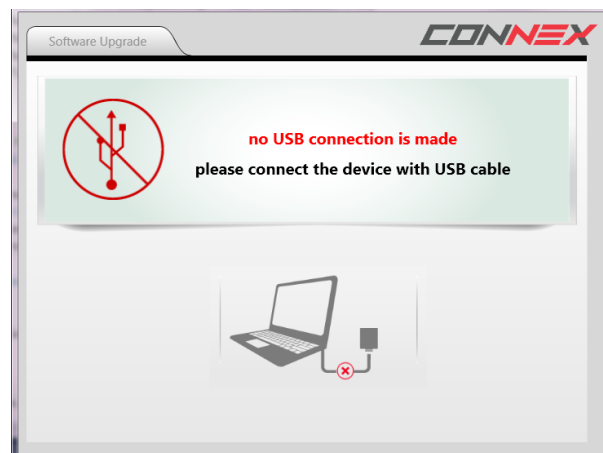 Software Upgrade
CONNEX
no USB connection is made
please connect the device with USB cable